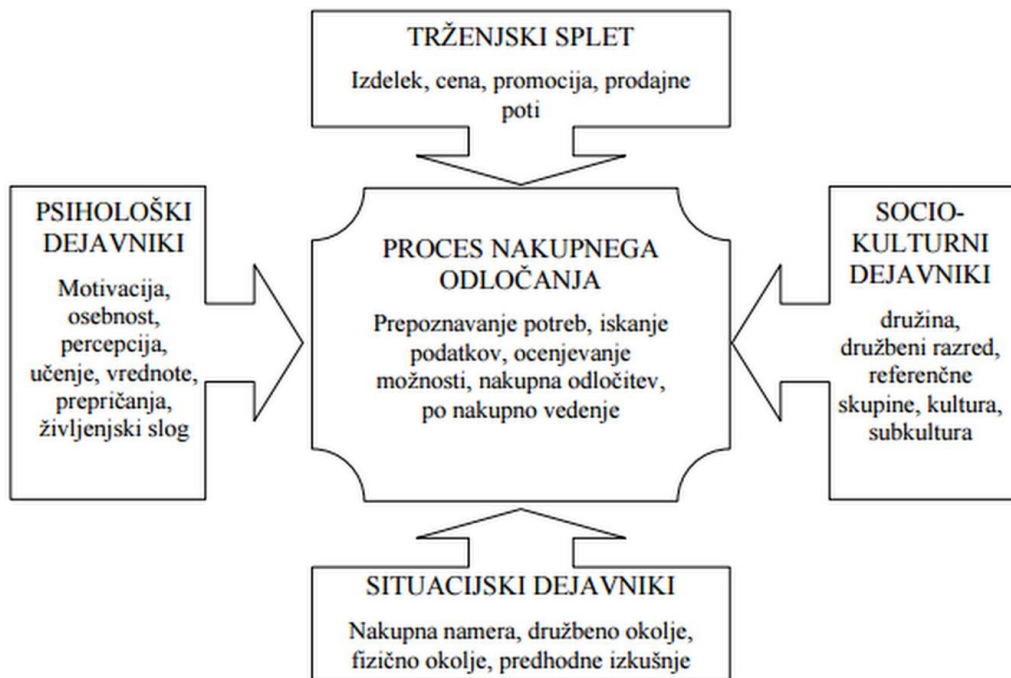 TRŽENJSKI SPLET
Izdelek, cena, promocija, prodajne
poti
PSIHOLOŠKI
DEJAVNIKI
Motivacija,
osebnost,
percepcija,
učenje, vrednote,
prepričanja,
življenjski slog
PROCES NAKUPNEGA
ODLOČANJA
Prepoznavanje potreb, iskanje
podatkov, ocenjevanje
možnosti, nakupna odločitev,
po nakupno vedenje
SOCIO-
KULTURNI
DEJAVNIKI
družina,
družbeni razred,
referenčne
skupine, kultura,
subkultura
SITUACIJSKI DEJAVNIKI
Nakupna namera, družbeno okolje,
fizično okolje, predhodne izkušnje